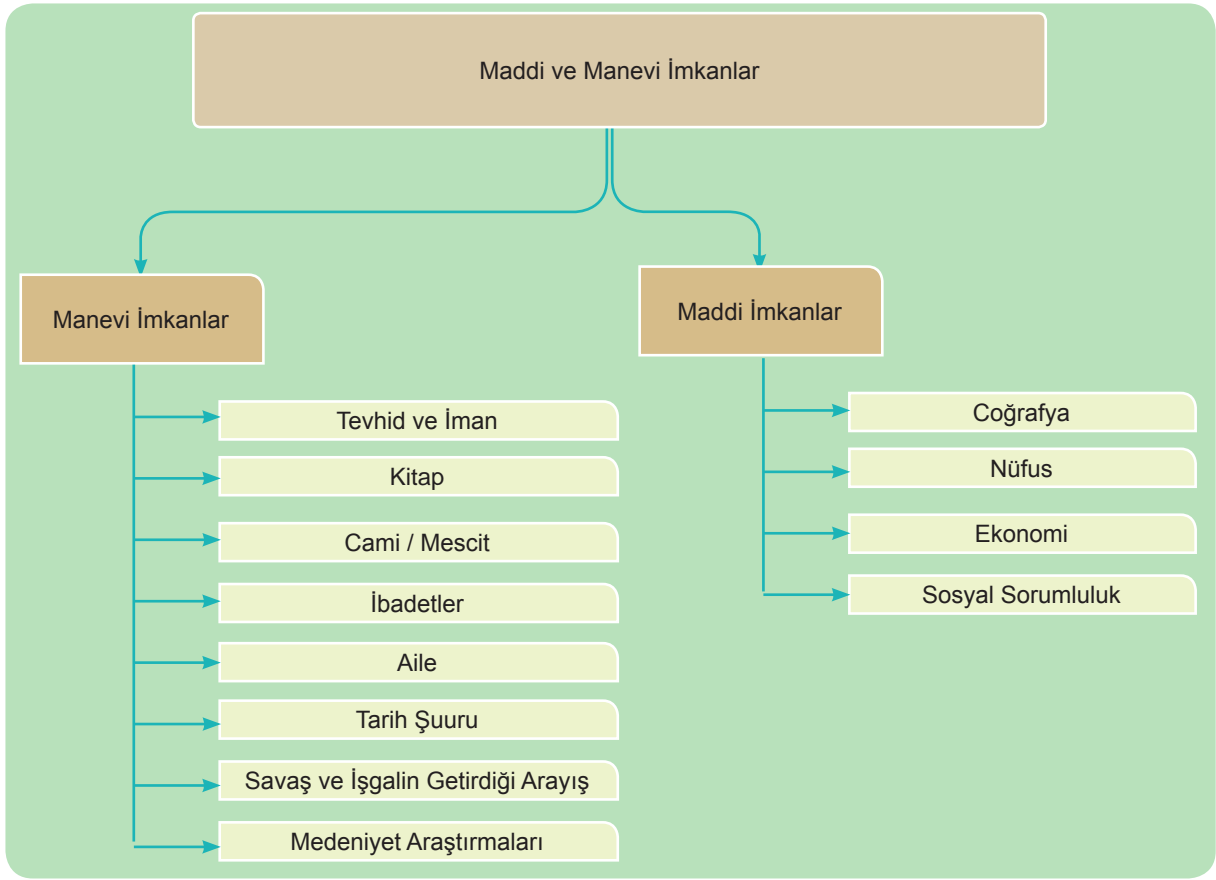 Maddi ve Manevi İmkanlar
Manevi İmkanlar
Tevhid ve İman
Kitap
Cami / Mescit
İbadetler
Aile
Tarih Şuuru
Savaş ve İşgalin Getirdiği Arayış
Medeniyet Araştırmaları
Maddi İmkanlar
Coğrafya
Nüfus
Ekonomi
Sosyal Sorumluluk